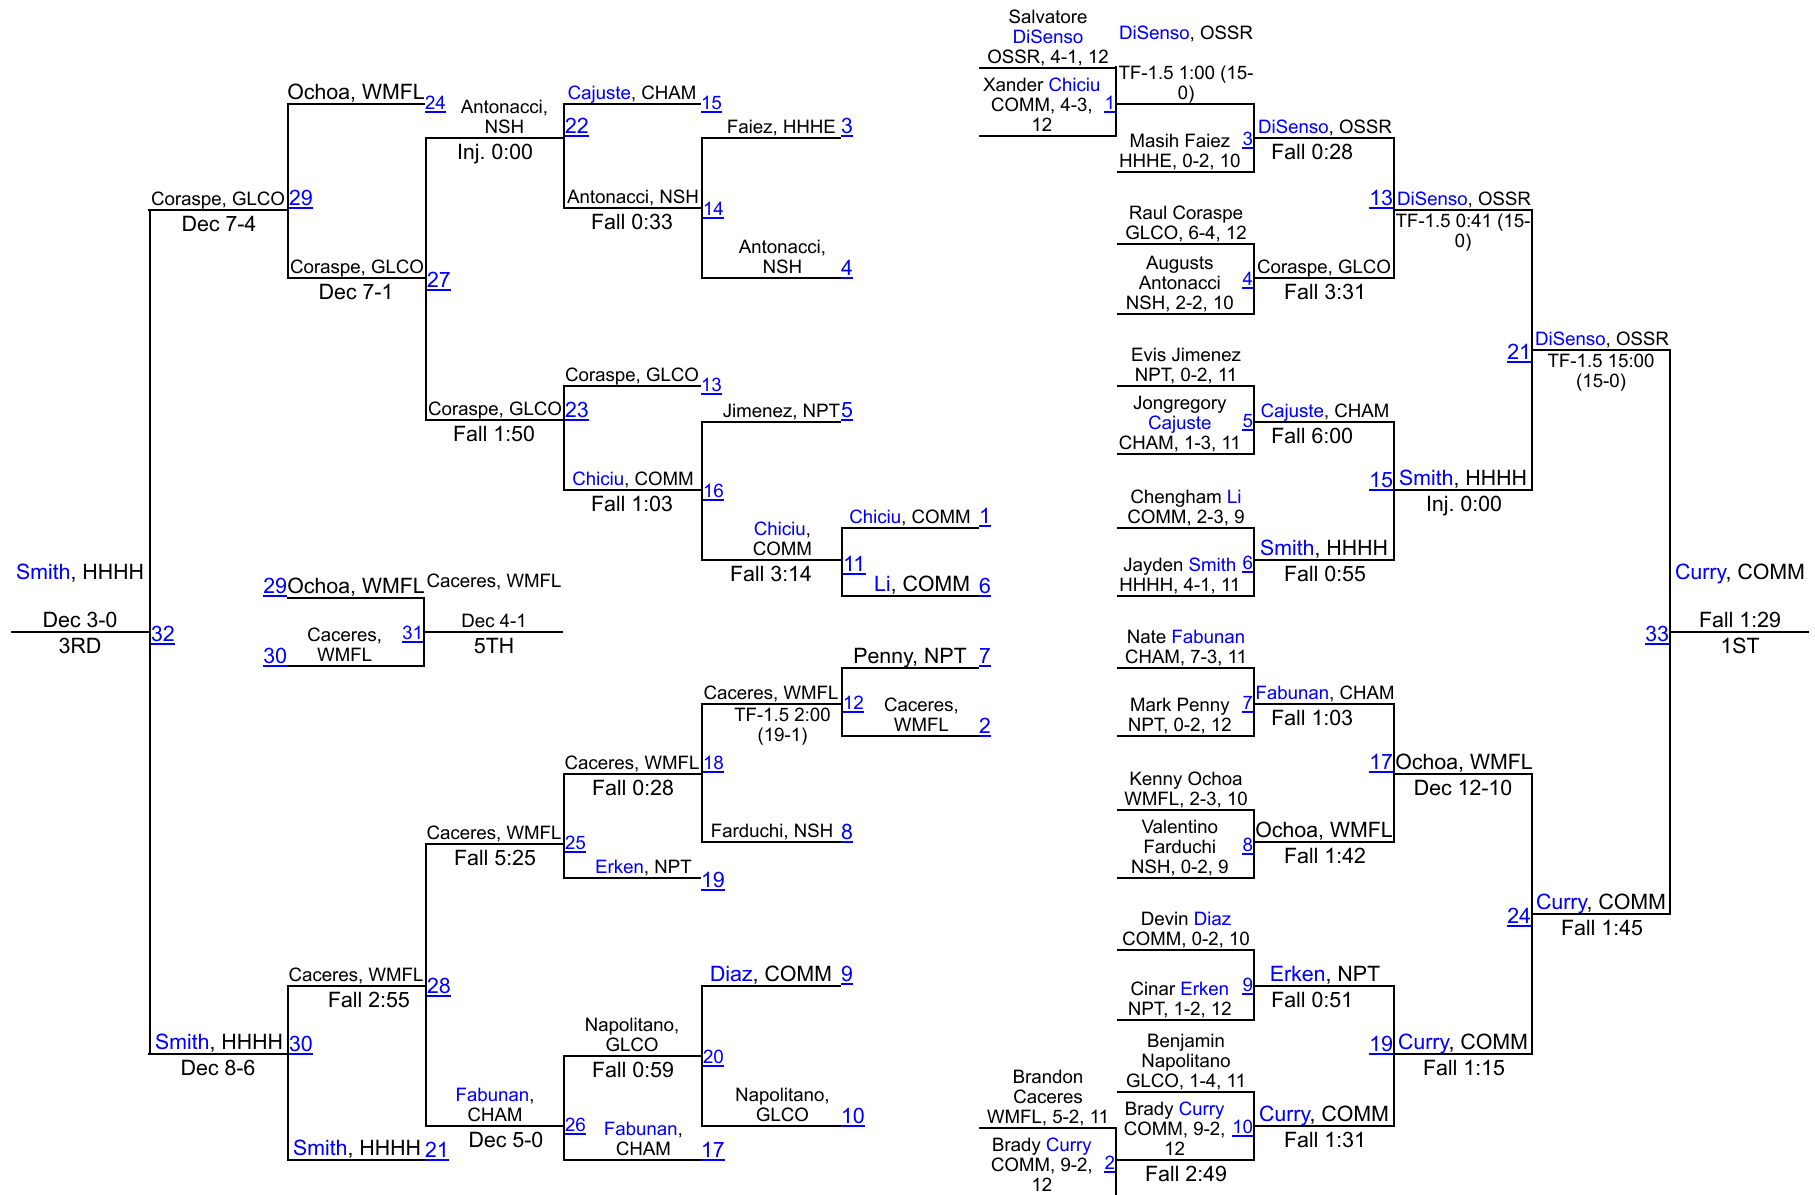 Ochoa, WMFL
24
Antonacci,
NSH
Inj. 0:00
Cajuste, CHAM
15
22
Faiez, HHHE
3
Antonacci, NSH
14
Fall 0:33
Antonacci,
NSH
4
Coraspe, GLCO
29
Dec 7-4
Coraspe, GLCO
27
Dec 7-1
Coraspe, GLCO
13
Coraspe, GLCO
23
Fall 1:50
Jimenez, NPT
5
Chiciu, COMM
16
Fall 1:03
Chiciu,
COMM
Fall 3:14
Chiciu, COMM
1
11
Li, COMM
6
Smith, HHHH
Dec 3-0
3RD
32
29
Ochoa, WMFL
Caceres, WMFL
30
Caceres,
WMFL
31
Dec 4-1
5TH
Penny, NPT
7
Caceres, WMFL
12
TF-1.5 2:00
(19-1)
Caceres,
WMFL
2
Caceres, WMFL
18
Fall 0:28
Farduchi, NSH
8
Caceres, WMFL
25
Fall 5:25
Erken, NPT
19
Caceres, WMFL
28
Fall 2:55
Diaz, COMM
9
Napolitano,
GLCO
20
Fall 0:59
Smith, HHHH
30
Dec 8-6
Fabunan,
CHAM
26
Dec 5-0
Napolitano,
GLCO
10
Fabunan,
CHAM
17
Smith, HHHH
21
Salvatore
DiSenso
OSSR, 4-1, 12
Xander Chiciu
COMM, 4-3,
12
1
DiSenso, OSSR
TF-1.5 1:00 (15-
0)
Masih Faiez
HHHE, 0-2, 10
3
DiSenso, OSSR
Fall 0:28
Raul Coraspe
GLCO, 6-4, 12
Augusts
Antonacci
NSH, 2-2, 10
4
Coraspe, GLCO
Fall 3:31
13
DiSenso, OSSR
TF-1.5 0:41 (15-
0)
Evis Jimenez
NPT, 0-2, 11
Jongregory
Cajuste
CHAM, 1-3, 11
5
Cajuste, CHAM
Fall 6:00
21
DiSenso, OSSR
TF-1.5 15:00
(15-0)
Chengham Li
COMM, 2-3, 9
Jayden Smith
HHHH, 4-1, 11
6
Smith, HHHH
Fall 0:55
15
Smith, HHHH
Inj. 0:00
Curry, COMM
33
Fall 1:29
1ST
Nate Fabunan
CHAM, 7-3, 11
Mark Penny
NPT, 0-2, 12
7
Fabunan, CHAM
Fall 1:03
17
Ochoa, WMFL
Dec 12-10
Kenny Ochoa
WMFL, 2-3, 10
Valentino
Farduchi
NSH, 0-2, 9
8
Ochoa, WMFL
Fall 1:42
24
Curry, COMM
Fall 1:45
Devin Diaz
COMM, 0-2, 10
Cinar Erken
NPT, 1-2, 12
9
Erken, NPT
Fall 0:51
19
Curry, COMM
Fall 1:15
Benjamin
Napolitano
GLCO, 1-4, 11
Brady Curry
COMM, 9-2,
12
10
Curry, COMM
Fall 1:31
Brandon
Caceres
WMFL, 5-2, 11
Brady Curry
COMM, 9-2,
12
2
Fall 2:49